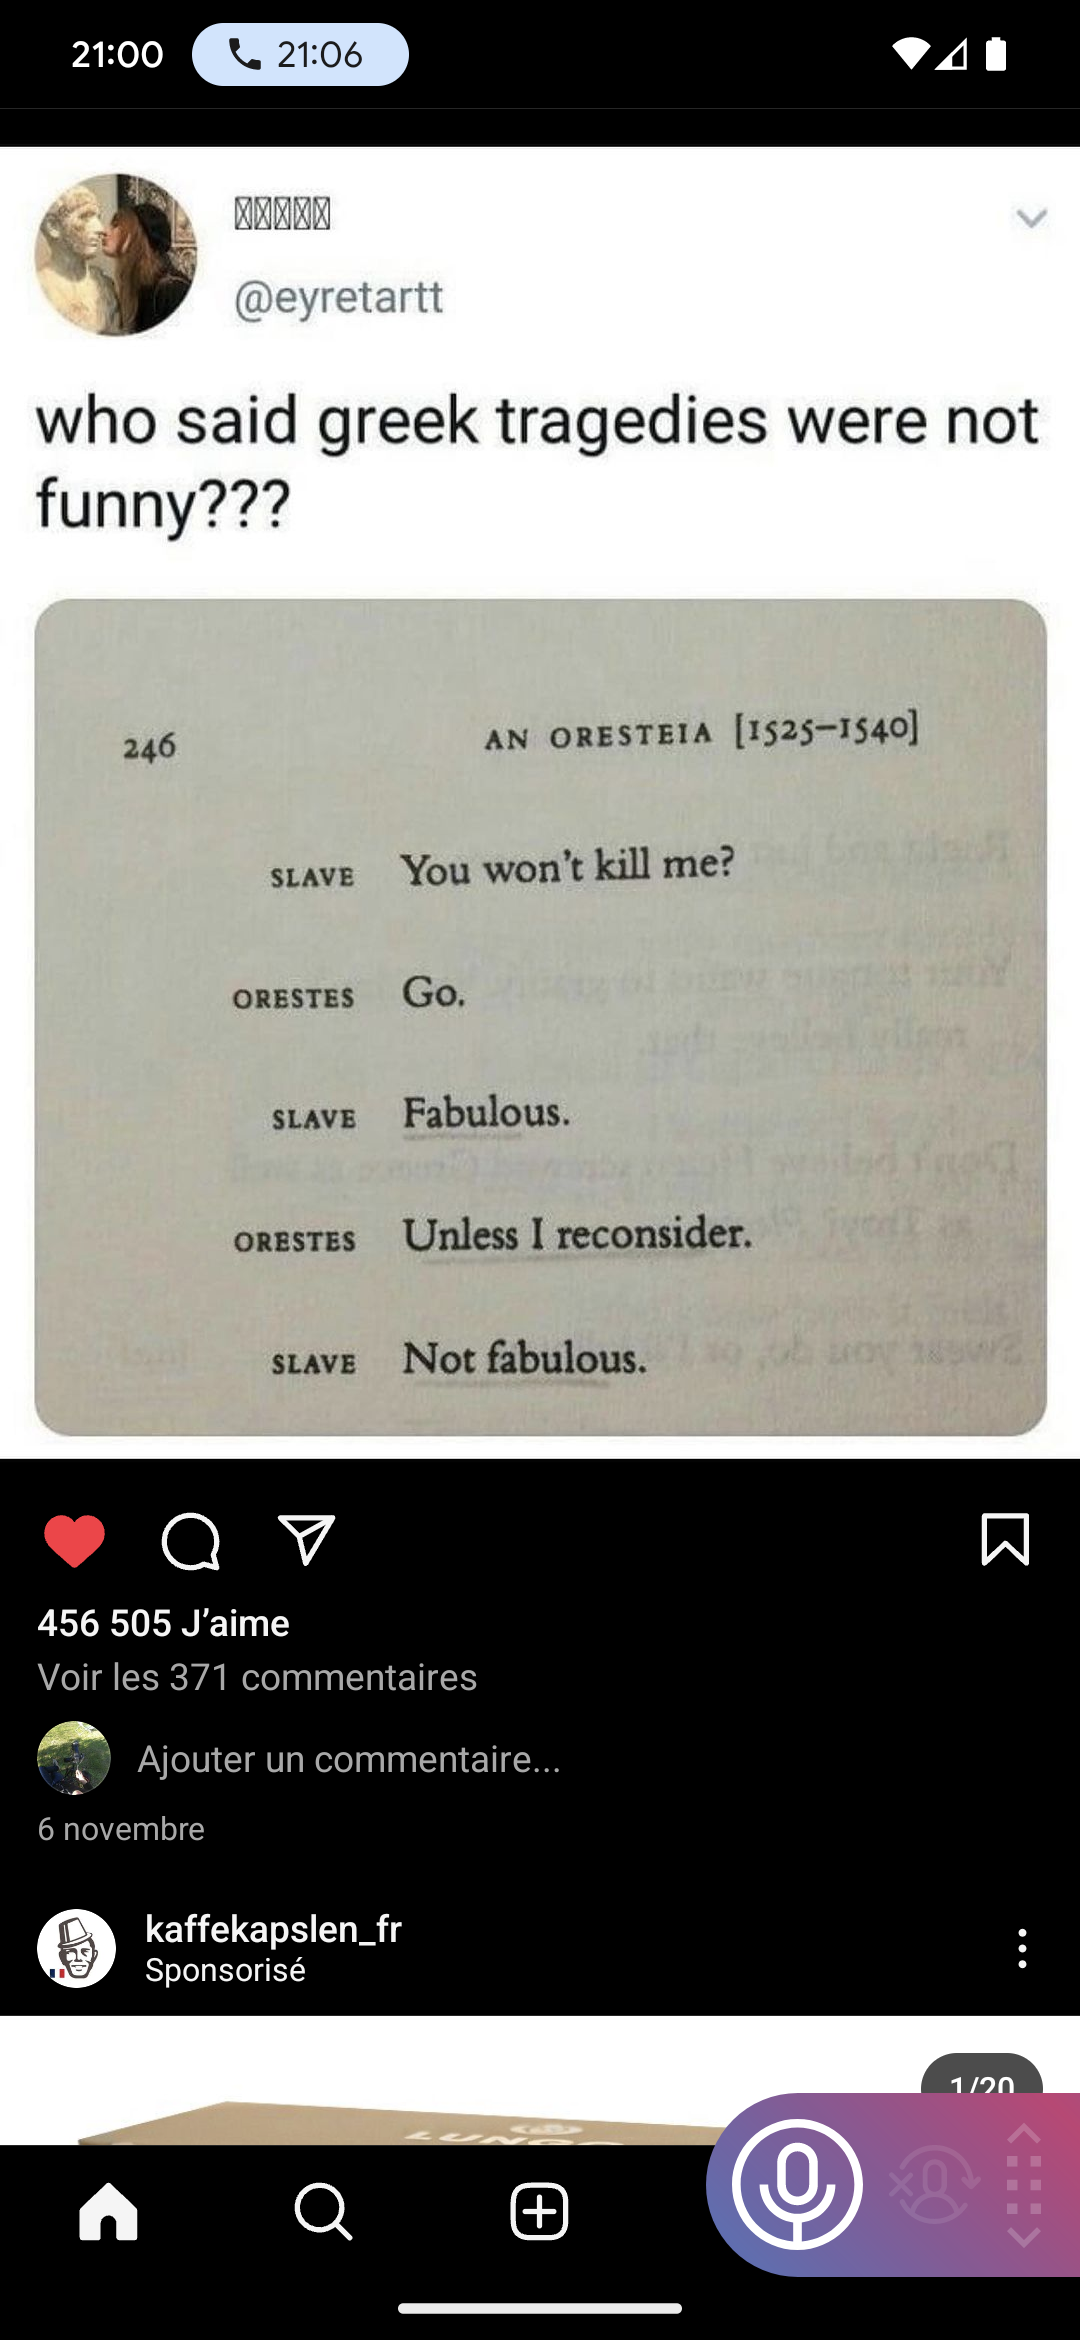 21:00 21:06
@eyretartt
who said greek tragedies were not
funny???
246 AN ORESTEIA [1525–1540]
SLAVE You won't kill me?
ORESTES Go.
SLAVE Fabulous.
ORESTES Unless I reconsider.
SLAVE Not fabulous.
456 505 J’aime
Voir les 371 commentaires
Ajouter un commentaire...
6 novembre
kaffekapslen_fr
Sponsorisé
1/20